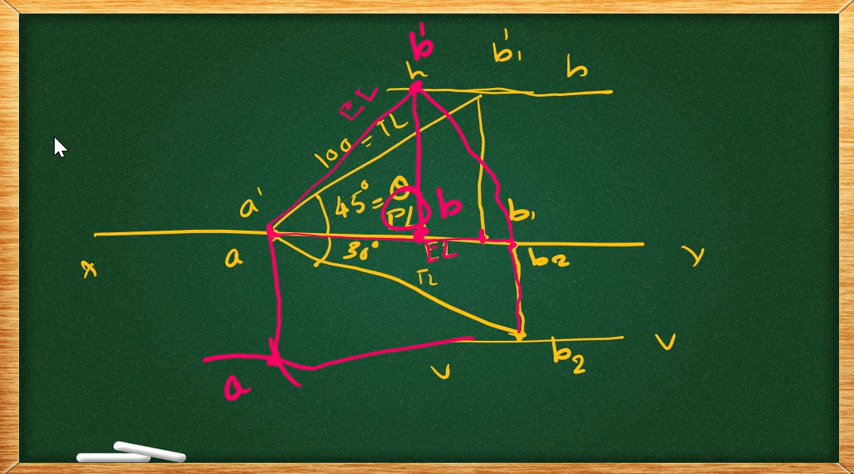 b'
b'₁
h
h
EL
100 = TL
a'
45° = θ
PL
b
b₁
x
a
30°
EL
b₂
y
TL
v
b₂
v
a